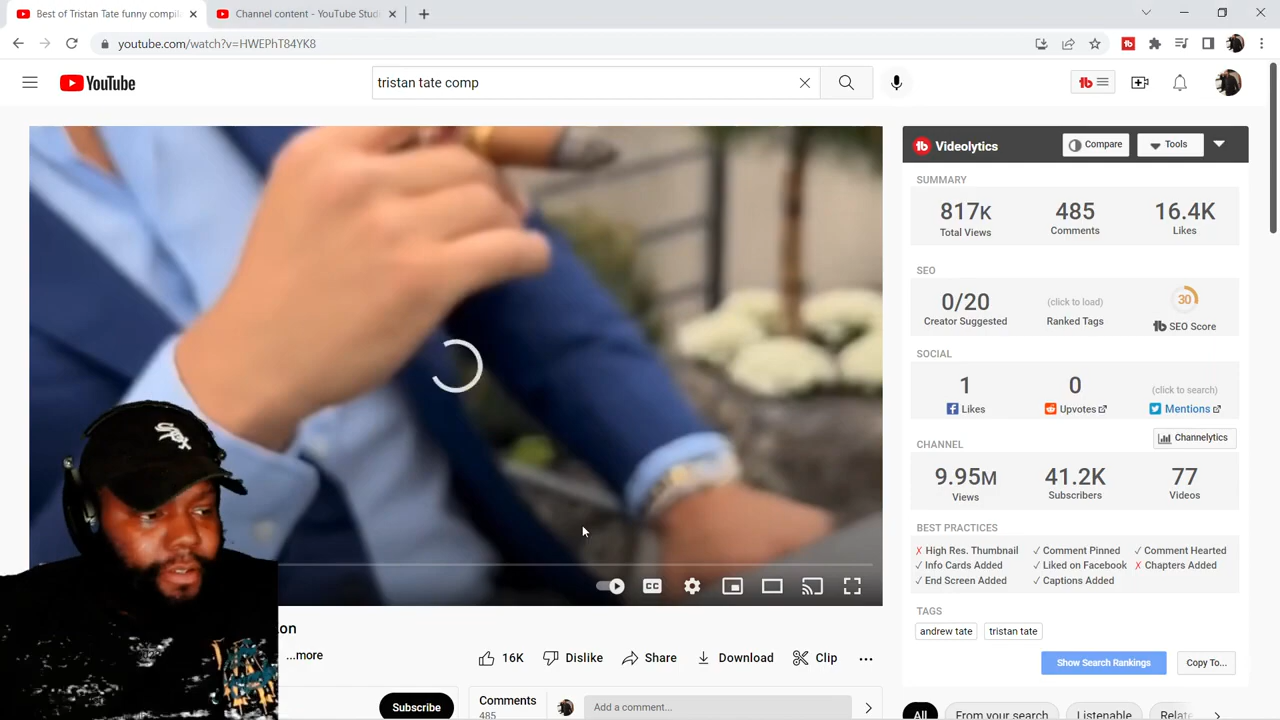 Best of Tristan Tate funny compil
Channel content - YouTube Stud
youtube.com/watch?v=HWEPhT84YK8
YouTube
tristan tate comp
Videolytics
Compare
Tools
SUMMARY
817K
485
16.4K
Total Views
Comments
Likes
SEO
0/20
(click to load)
30
Creator Suggested
Ranked Tags
SEO Score
SOCIAL
1
0
(click to search)
Likes
Upvotes
Mentions
CHANNEL
Channelytics
9.95M
41.2K
77
Views
Subscribers
Videos
BEST PRACTICES
✗ High Res. Thumbnail
✓ Comment Pinned
✓ Comment Hearted
✓ Info Cards Added
✓ Liked on Facebook
✗ Chapters Added
✓ End Screen Added
✓ Captions Added
TAGS
andrew tate
tristan tate
Show Search Rankings
Copy To...
CC
on
...more
16K
Dislike
Share
Download
Clip
Subscribe
Comments
485
Add a comment...
All
From your search
Listenable
Relat